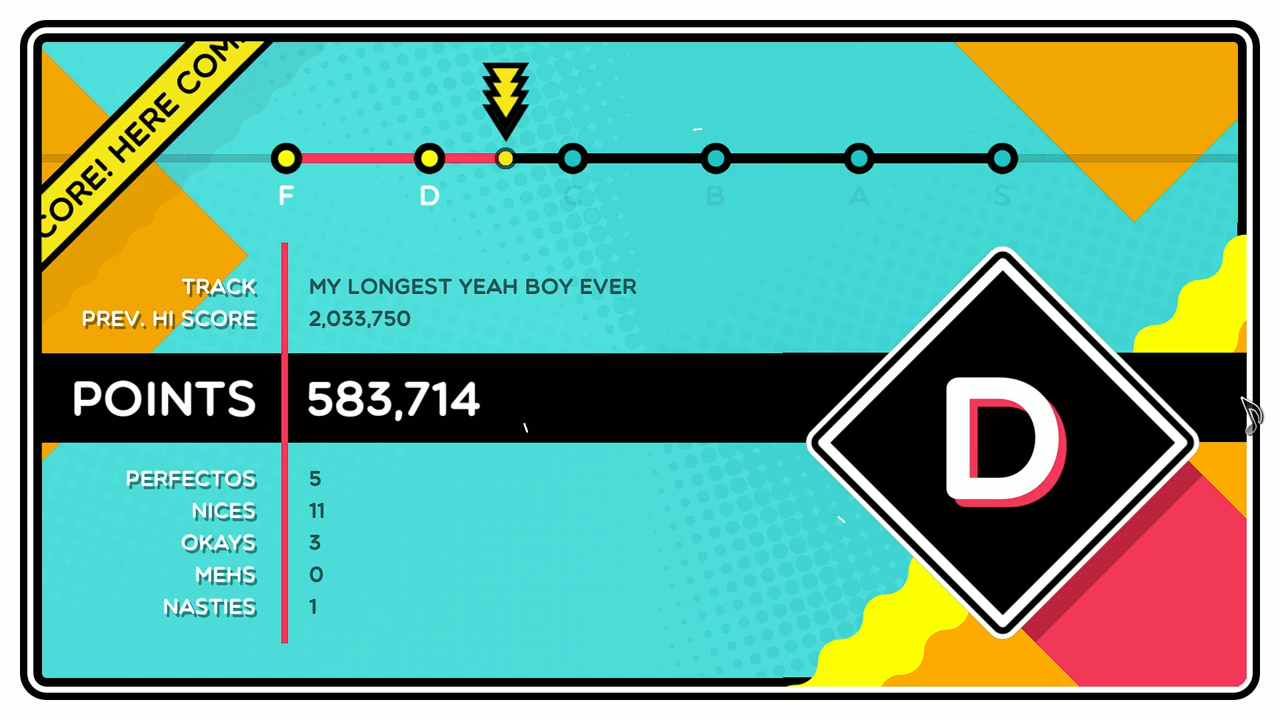 CORE! HERE COM
F D C B A S
TRACK MY LONGEST YEAH BOY EVER
PREV. HI SCORE 2,033,750
POINTS 583,714
D
PERFECTOS 5
NICES 11
OKAYS 3
MEHS 0
NASTIES 1